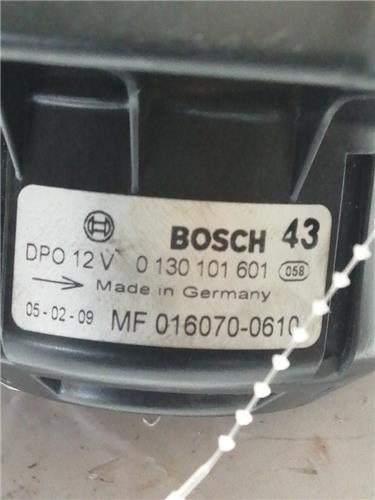 BOSCH 43
DPO 12 V 0 130 101 601 058
Made in Germany
05-02-09 MF 016070-0610